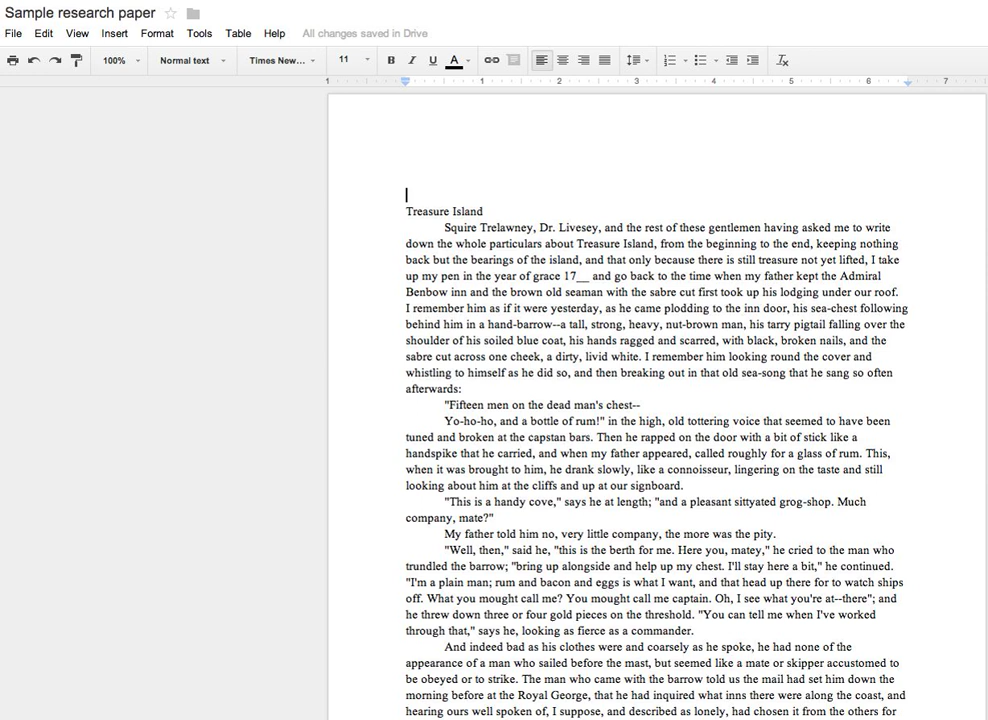 Sample research paper
File Edit View Insert Format Tools Table Help All changes saved in Drive
100% Normal text Times New... 11 B I U A
1 1 2 3 4 5 6 7
Treasure Island
Squire Trelawney, Dr. Livesey, and the rest of these gentlemen having asked me to write
down the whole particulars about Treasure Island, from the beginning to the end, keeping nothing
back but the bearings of the island, and that only because there is still treasure not yet lifted, I take
up my pen in the year of grace 17__ and go back to the time when my father kept the Admiral
Benbow inn and the brown old seaman with the sabre cut first took up his lodging under our roof.
I remember him as if it were yesterday, as he came plodding to the inn door, his sea-chest following
behind him in a hand-barrow--a tall, strong, heavy, nut-brown man, his tarry pigtail falling over the
shoulder of his soiled blue coat, his hands ragged and scarred, with black, broken nails, and the
sabre cut across one cheek, a dirty, livid white. I remember him looking round the cover and
whistling to himself as he did so, and then breaking out in that old sea-song that he sang so often
afterwards:
"Fifteen men on the dead man's chest--
Yo-ho-ho, and a bottle of rum!" in the high, old tottering voice that seemed to have been
tuned and broken at the capstan bars. Then he rapped on the door with a bit of stick like a
handspike that he carried, and when my father appeared, called roughly for a glass of rum. This,
when it was brought to him, he drank slowly, like a connoisseur, lingering on the taste and still
looking about him at the cliffs and up at our signboard.
"This is a handy cove," says he at length; "and a pleasant sittyated grog-shop. Much
company, mate?"
My father told him no, very little company, the more was the pity.
"Well, then," said he, "this is the berth for me. Here you, matey," he cried to the man who
trundled the barrow; "bring up alongside and help up my chest. I'll stay here a bit," he continued.
"I'm a plain man; rum and bacon and eggs is what I want, and that head up there for to watch ships
off. What you mought call me? You mought call me captain. Oh, I see what you're at--there"; and
he threw down three or four gold pieces on the threshold. "You can tell me when I've worked
through that," says he, looking as fierce as a commander.
And indeed bad as his clothes were and coarsely as he spoke, he had none of the
appearance of a man who sailed before the mast, but seemed like a mate or skipper accustomed to
be obeyed or to strike. The man who came with the barrow told us the mail had set him down the
morning before at the Royal George, that he had inquired what inns there were along the coast, and
hearing ours well spoken of, I suppose, and described as lonely, had chosen it from the others for